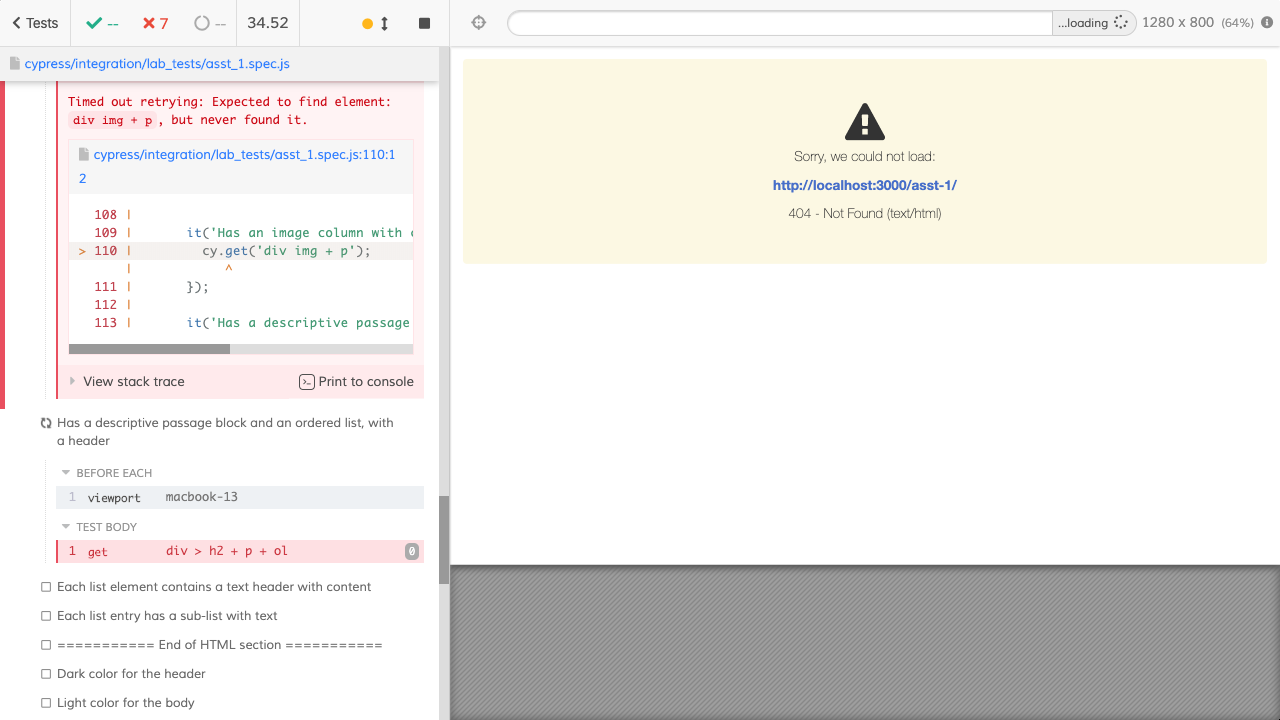 Tests
--
7
--
34.52
...loading
1280 x 800 (64%)
cypress/integration/lab_tests/asst_1.spec.js
Timed out retrying: Expected to find element:
div img + p, but never found it.
cypress/integration/lab_tests/asst_1.spec.js:110:1
2
108 |
109 | it('Has an image column with
> 110 | cy.get('div img + p');
| ^
111 | });
112 |
113 | it('Has a descriptive passage
View stack trace
Print to console
Has a descriptive passage block and an ordered list, with
a header
BEFORE EACH
1 viewport macbook-13
TEST BODY
1 get div > h2 + p + ol 0
Each list element contains a text header with content
Each list entry has a sub-list with text
=========== End of HTML section ===========
Dark color for the header
Light color for the body
Sorry, we could not load:
http://localhost:3000/asst-1/
404 - Not Found (text/html)